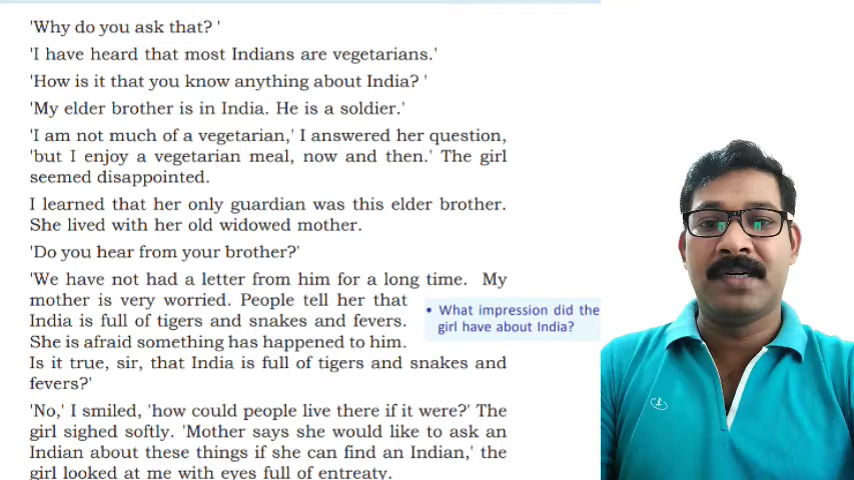 'Why do you ask that? '
'I have heard that most Indians are vegetarians.'
'How is it that you know anything about India? '
'My elder brother is in India. He is a soldier.'
'I am not much of a vegetarian,' I answered her question,
'but I enjoy a vegetarian meal, now and then.' The girl
seemed disappointed.
I learned that her only guardian was this elder brother.
She lived with her old widowed mother.
'Do you hear from your brother?'
'We have not had a letter from him for a long time. My
mother is very worried. People tell her that
India is full of tigers and snakes and fevers.
She is afraid something has happened to him.
Is it true, sir, that India is full of tigers and snakes and
fevers?'
• What impression did the
girl have about India?
'No,' I smiled, 'how could people live there if it were?' The
girl sighed softly. 'Mother says she would like to ask an
Indian about these things if she can find an Indian,' the
girl looked at me with eyes full of entreaty.